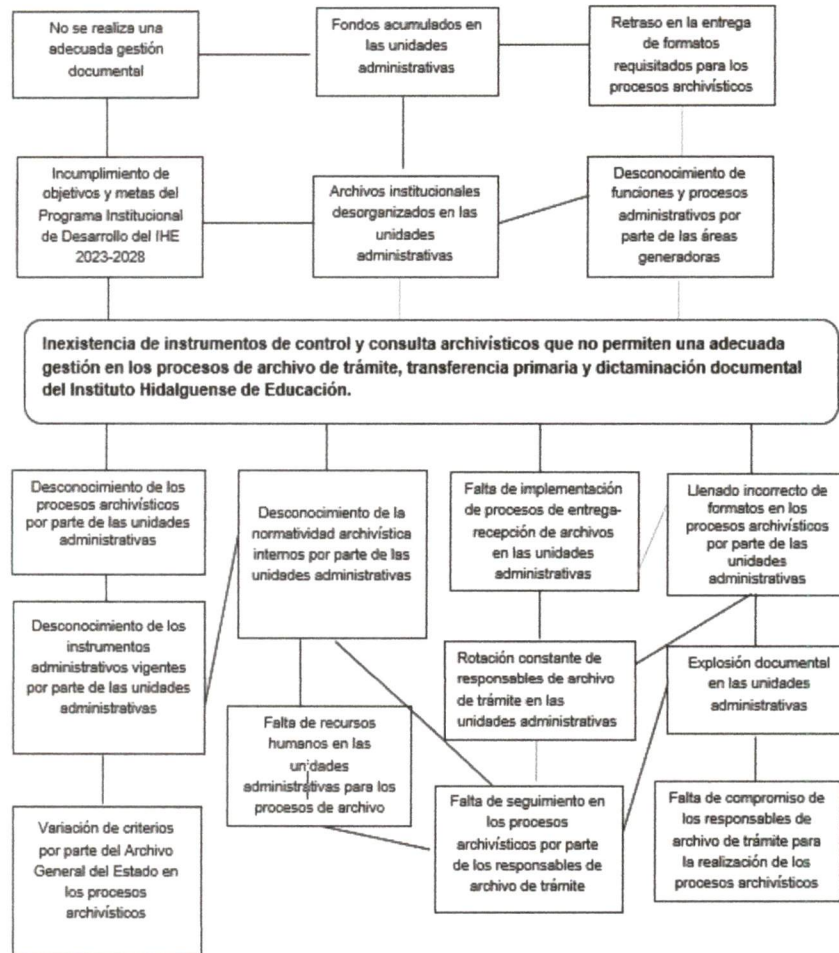 No se realiza una
adecuada gestión
documental
Fondos acumulados en
las unidades
administrativas
Retraso en la entrega
de formatos
requisitados para los
procesos archivísticos
Incumplimiento de
objetivos y metas del
Programa Institucional
de Desarrollo del IHE
2023-2028
Archivos institucionales
desorganizados en las
unidades
administrativas
Desconocimiento de
funciones y procesos
administrativos por
parte de las áreas
generadoras
Inexistencia de instrumentos de control y consulta archivísticos que no permiten una adecuada
gestión en los procesos de archivo de trámite, transferencia primaria y dictaminación documental
del Instituto Hidalguense de Educación.
Desconocimiento de los
procesos archivísticos
por parte de las unidades
administrativas
Desconocimiento de la
normatividad archivística
internos por parte de las
unidades administrativas
Falta de implementación
de procesos de entrega-
recepción de archivos
en las unidades
administrativas
Llenado incorrecto de
formatos en los
procesos archivísticos
por parte de las
unidades
administrativas
Desconocimiento de los
instrumentos
administrativos vigentes
por parte de las unidades
administrativas
Rotación constante de
responsables de archivo
de trámite en las
unidades administrativas
Explosión documental
en las unidades
administrativas
Falta de recursos
humanos en las
unidades
administrativas para los
procesos de archivo
Variación de criterios
por parte del Archivo
General del Estado en
los procesos
archivísticos
Falta de seguimiento en
los procesos
archivísticos por parte
de los responsables de
archivo de trámite
Falta de compromiso de
los responsables de
archivo de trámite para
la realización de los
procesos archivísticos